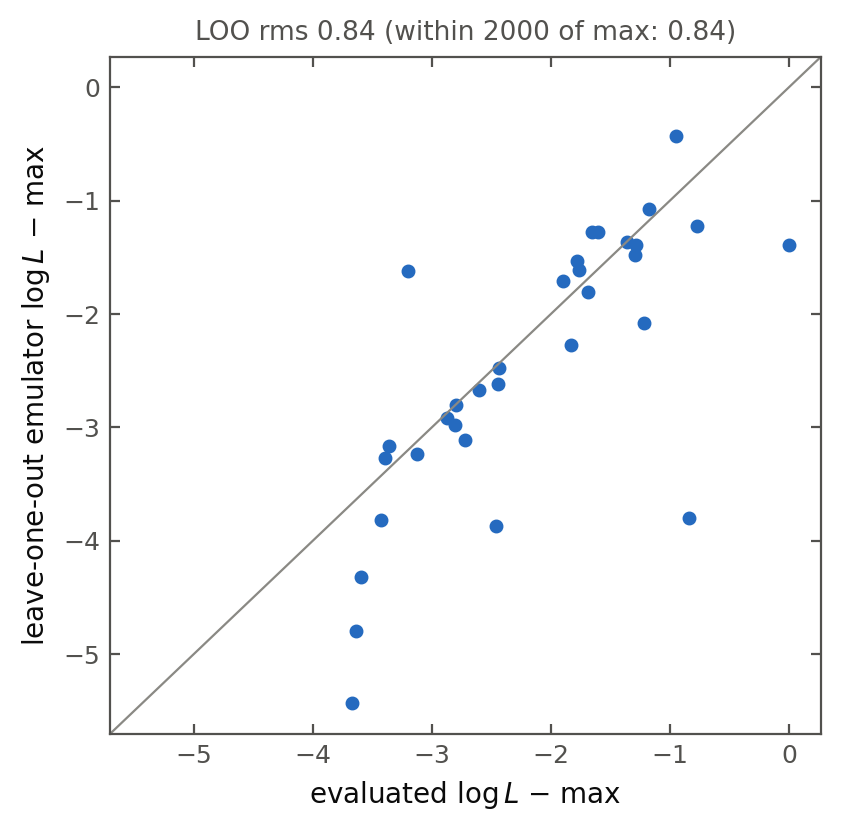 LOO rms 0.84 (within 2000 of max: 0.84)
leave-one-out emulator log L − max
0
−1
−2
−3
−4
−5
−5 −4 −3 −2 −1 0
evaluated log L − max